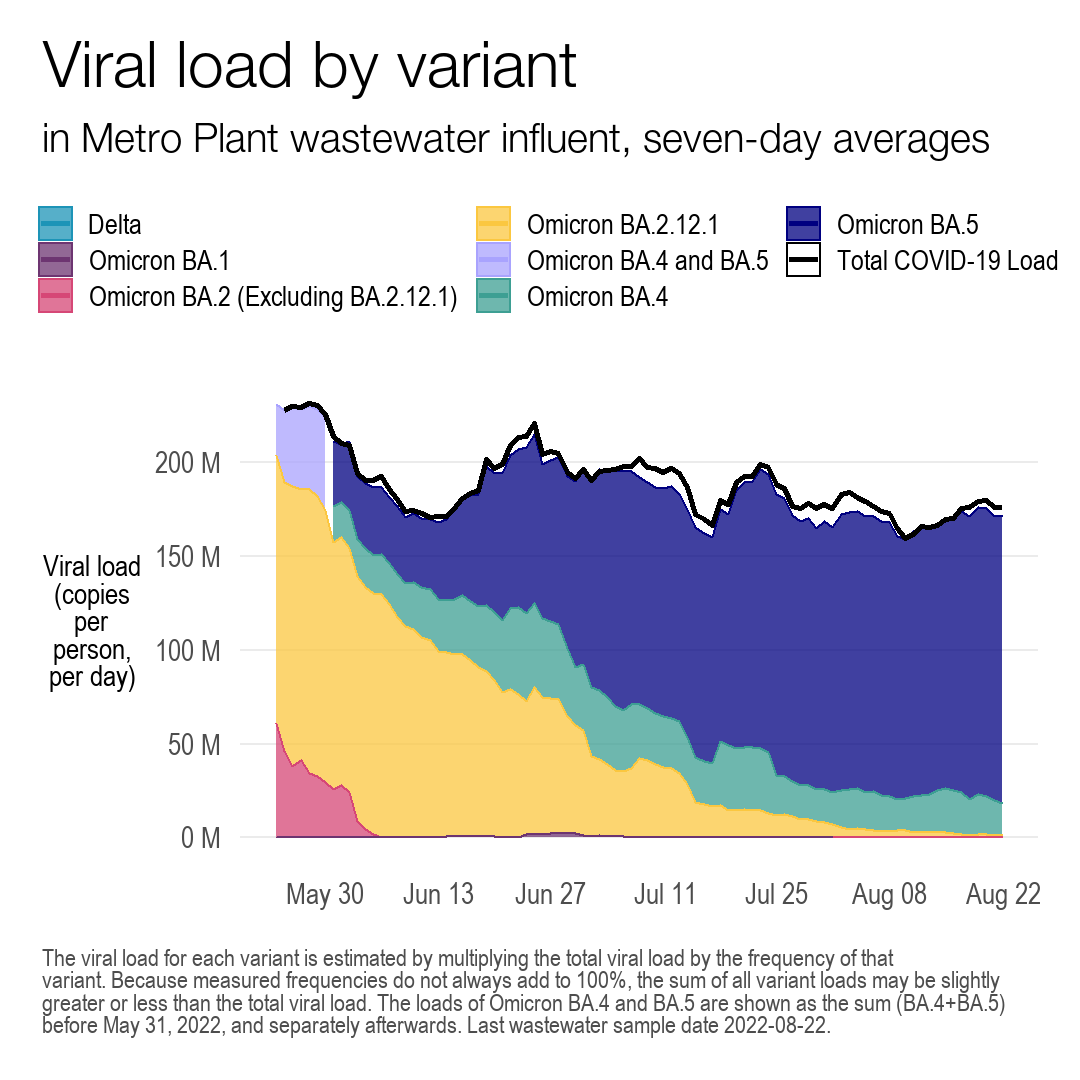 Viral load by variant
in Metro Plant wastewater influent, seven-day averages
Delta
Omicron BA.1
Omicron BA.2 (Excluding BA.2.12.1)
Omicron BA.2.12.1
Omicron BA.4 and BA.5
Omicron BA.4
Omicron BA.5
Total COVID-19 Load
Viral load
(copies
per
person,
per day)
200 M
150 M
100 M
50 M
0 M
May 30 Jun 13 Jun 27 Jul 11 Jul 25 Aug 08 Aug 22
The viral load for each variant is estimated by multiplying the total viral load by the frequency of that
variant. Because measured frequencies do not always add to 100%, the sum of all variant loads may be slightly
greater or less than the total viral load. The loads of Omicron BA.4 and BA.5 are shown as the sum (BA.4+BA.5)
before May 31, 2022, and separately afterwards. Last wastewater sample date 2022-08-22.